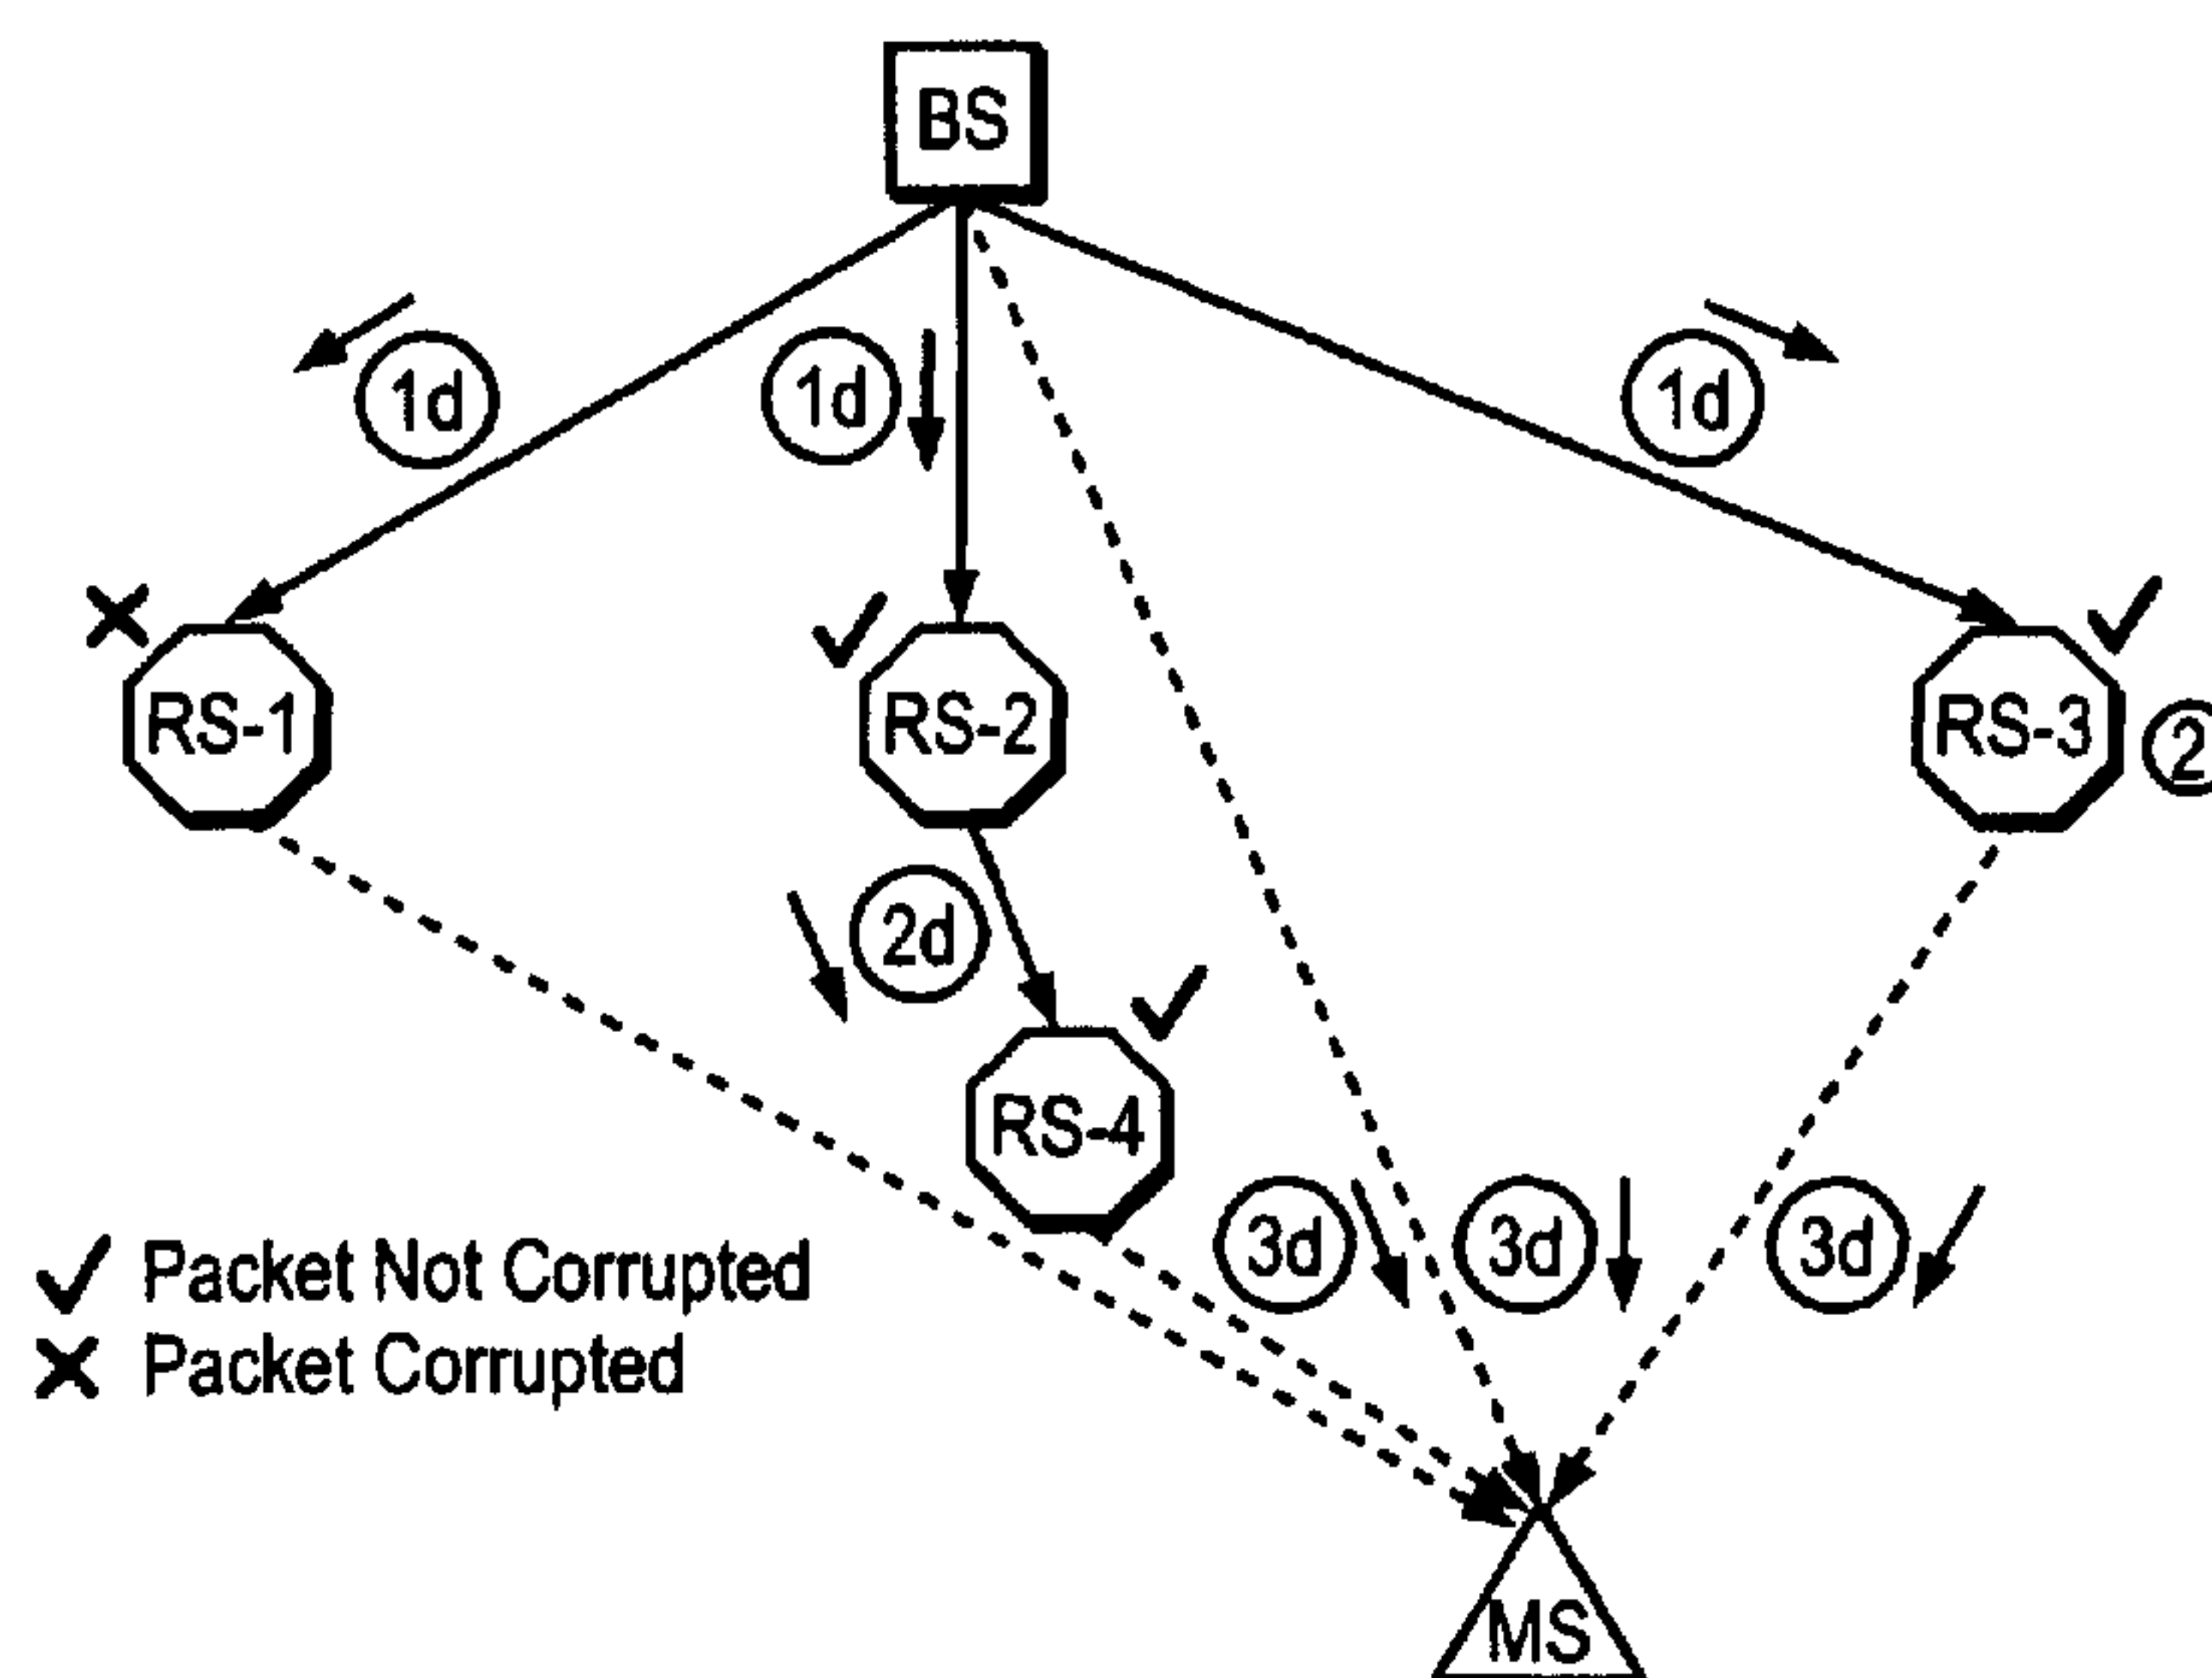 BS
1d
1d
1d
RS-1
RS-2
RS-3
2
2d
RS-4
3d
3d
3d
✓ Packet Not Corrupted
✗ Packet Corrupted
MS